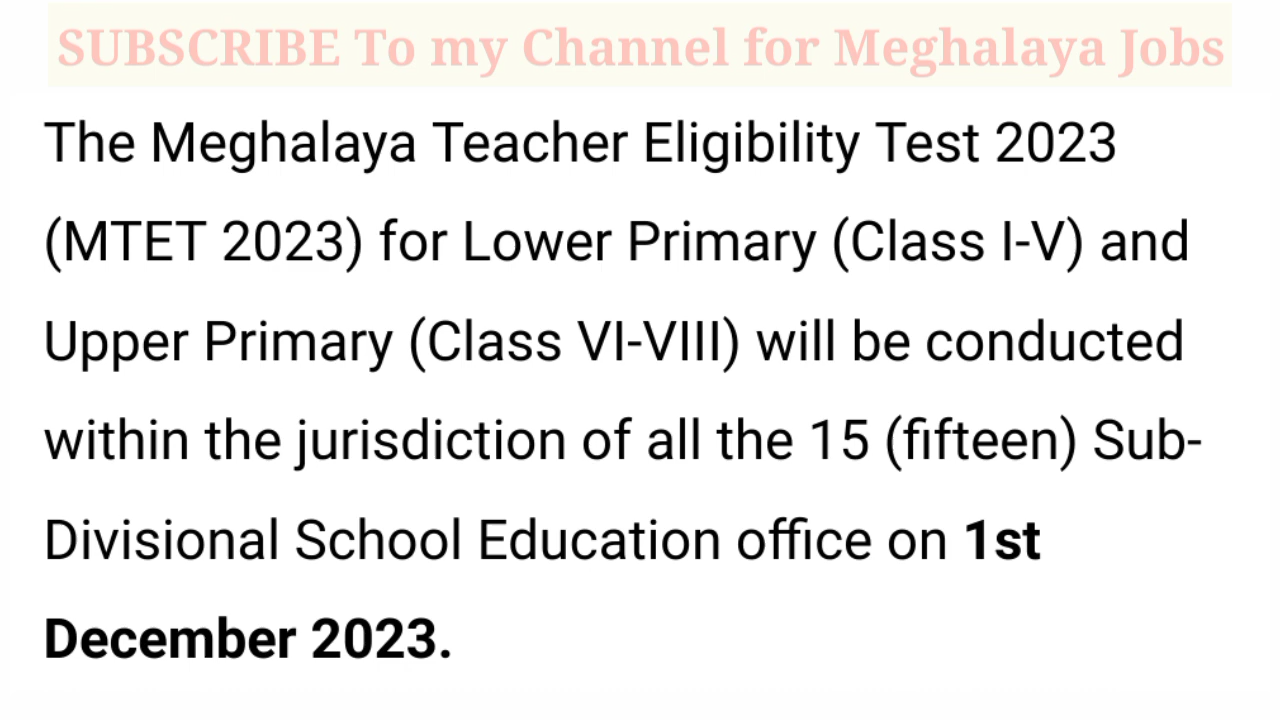 SUBSCRIBE To my Channel for Meghalaya Jobs
The Meghalaya Teacher Eligibility Test 2023
(MTET 2023) for Lower Primary (Class I-V) and
Upper Primary (Class VI-VIII) will be conducted
within the jurisdiction of all the 15 (fifteen) Sub-
Divisional School Education office on 1st
December 2023.